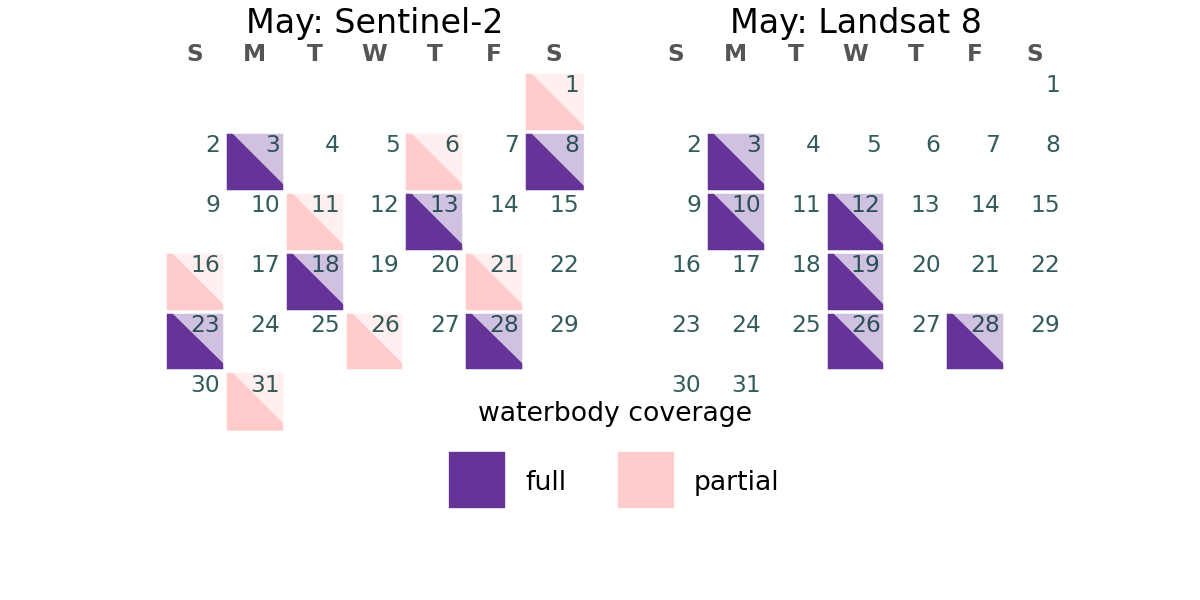 May: Sentinel-2
S M T W T F S
1
2 3 4 5 6 7 8
9 10 11 12 13 14 15
16 17 18 19 20 21 22
23 24 25 26 27 28 29
30 31
May: Landsat 8
S M T W T F S
1
2 3 4 5 6 7 8
9 10 11 12 13 14 15
16 17 18 19 20 21 22
23 24 25 26 27 28 29
30 31
waterbody coverage
full
partial